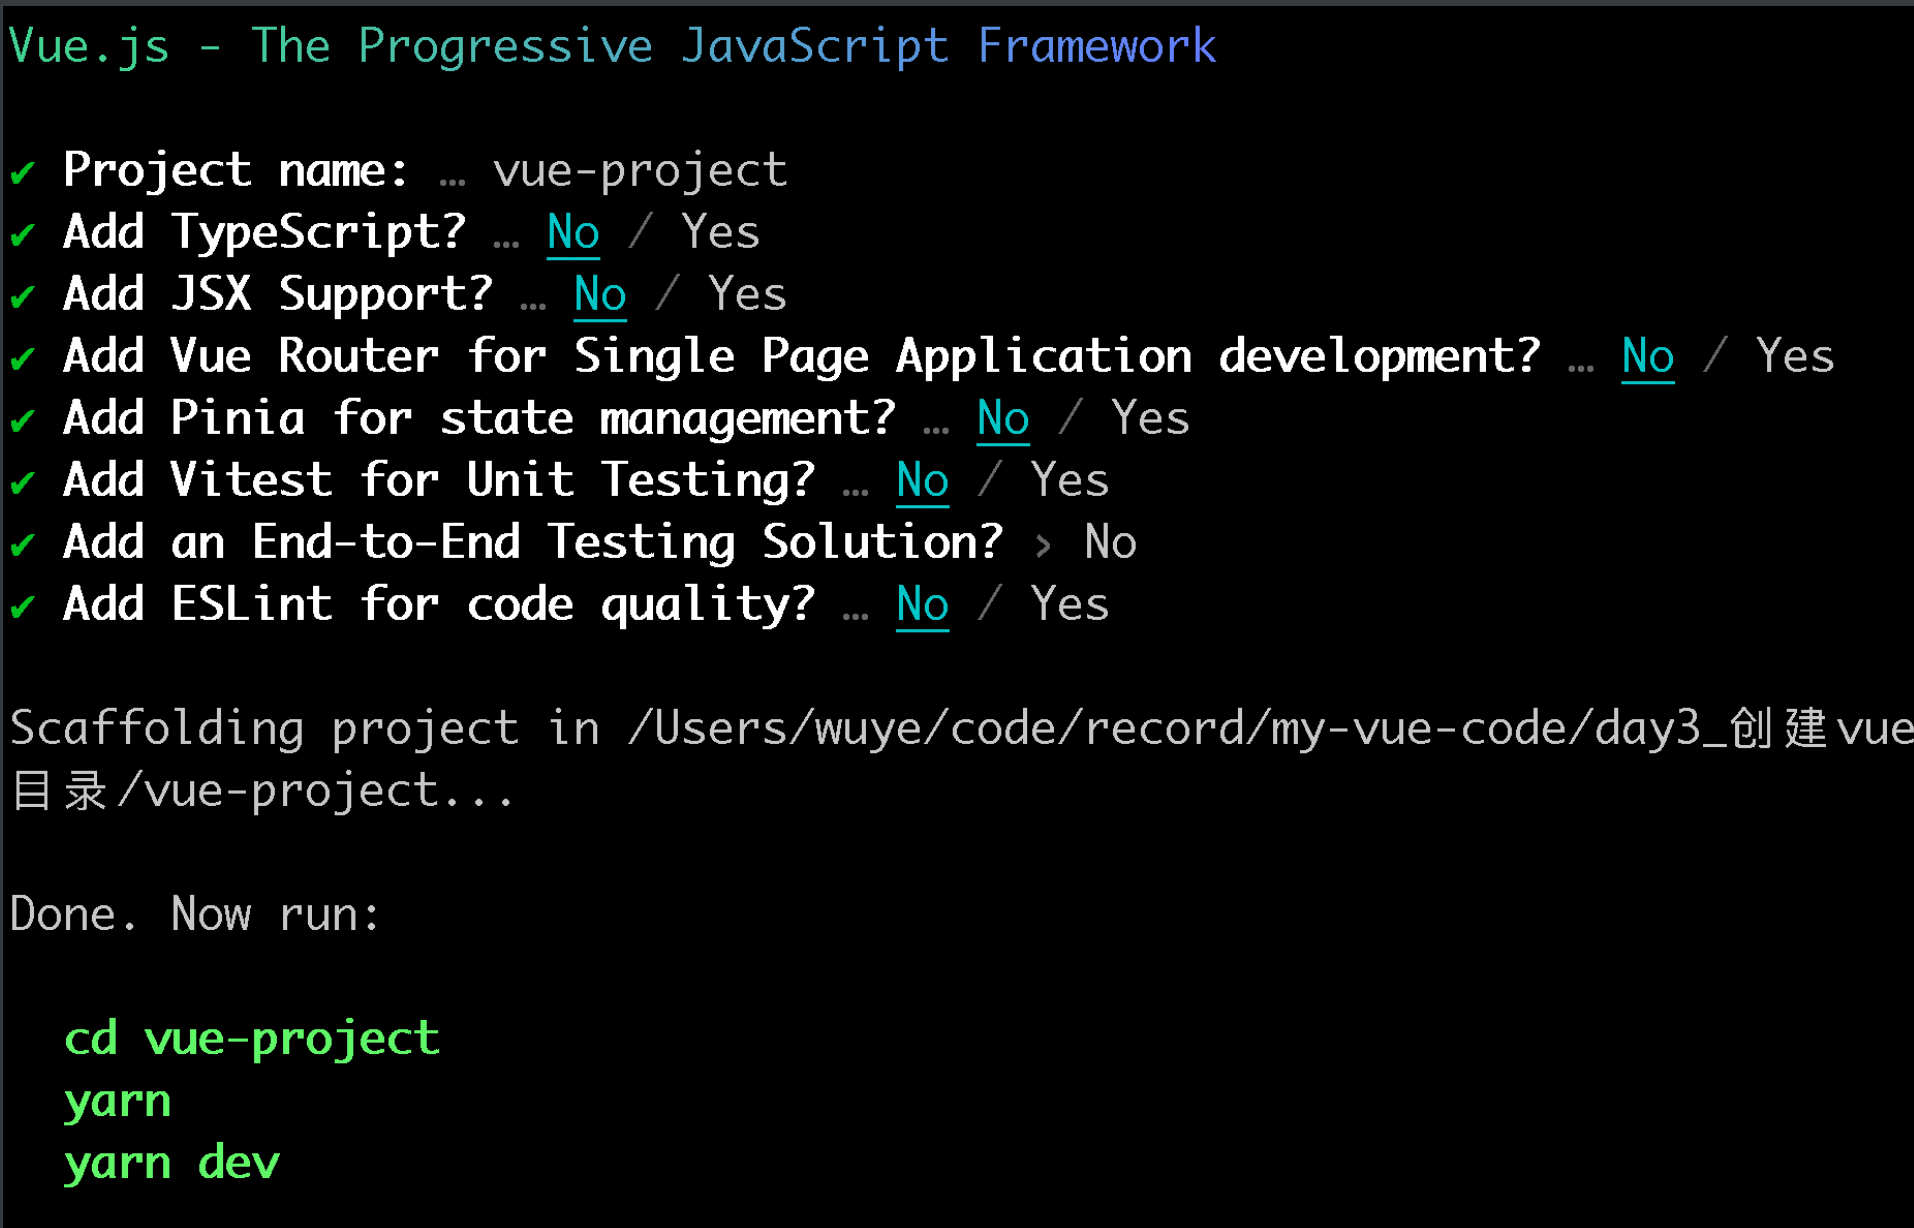 Vue.js - The Progressive JavaScript Framework
✔ Project name: … vue-project
✔ Add TypeScript? … No / Yes
✔ Add JSX Support? … No / Yes
✔ Add Vue Router for Single Page Application development? … No / Yes
✔ Add Pinia for state management? … No / Yes
✔ Add Vitest for Unit Testing? … No / Yes
✔ Add an End-to-End Testing Solution? › No
✔ Add ESLint for code quality? … No / Yes
Scaffolding project in /Users/wuye/code/record/my-vue-code/day3_创建vue
目录/vue-project...
Done. Now run:
cd vue-project
yarn
yarn dev